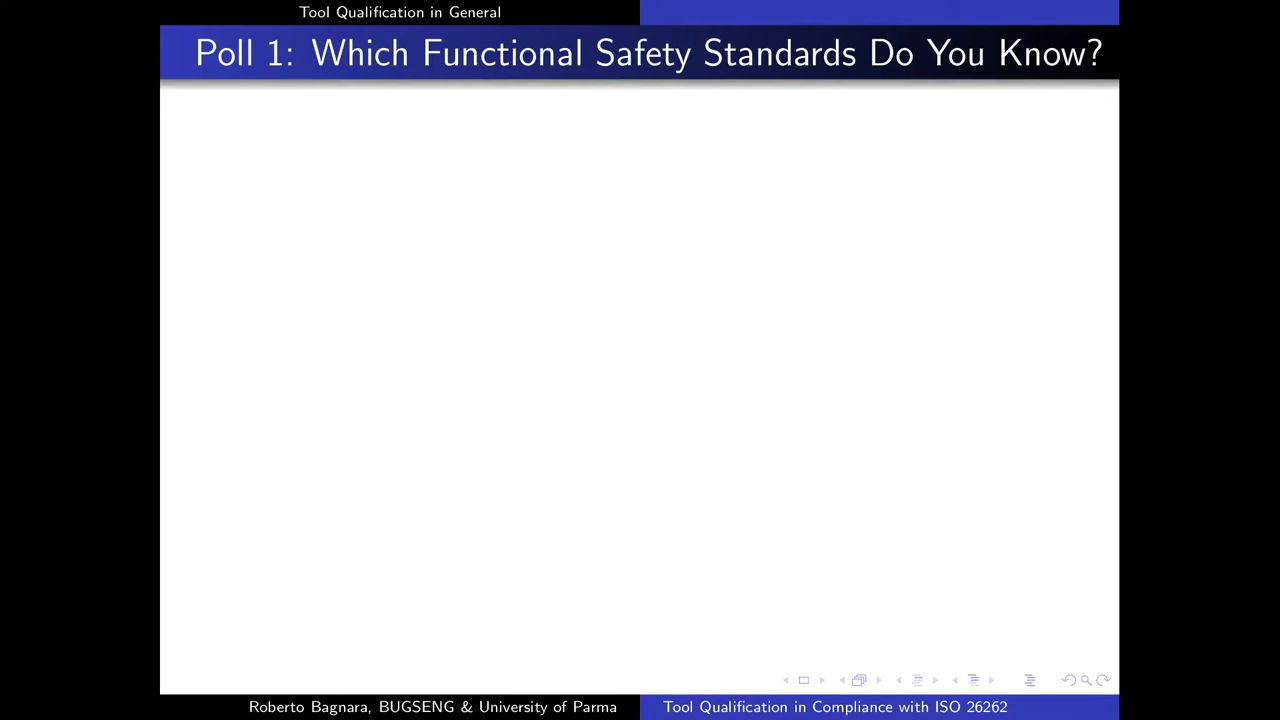 Tool Qualification in General
Poll 1: Which Functional Safety Standards Do You Know?
Roberto Bagnara, BUGSENG & University of Parma
Tool Qualification in Compliance with ISO 26262